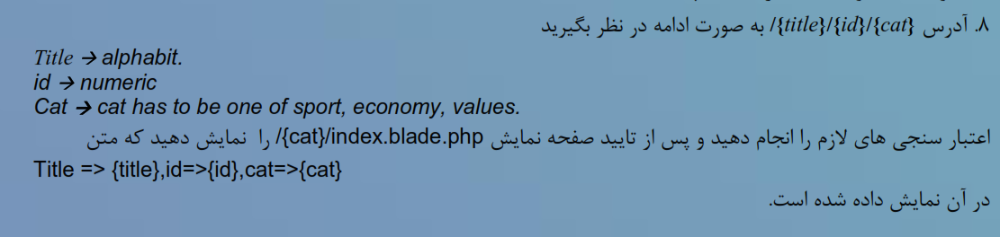 ۸. آدرس /{title}/{id}/{cat} به صورت ادامه در نظر بگیرید
Title → alphabit.
id → numeric
Cat → cat has to be one of sport, economy, values.
اعتبار سنجی های لازم را انجام دهید و پس از تایید صفحه نمایش /{cat}/index.blade.php را نمایش دهید که متن
Title => {title},id=>{id},cat=>{cat}
در آن نمایش داده شده است.